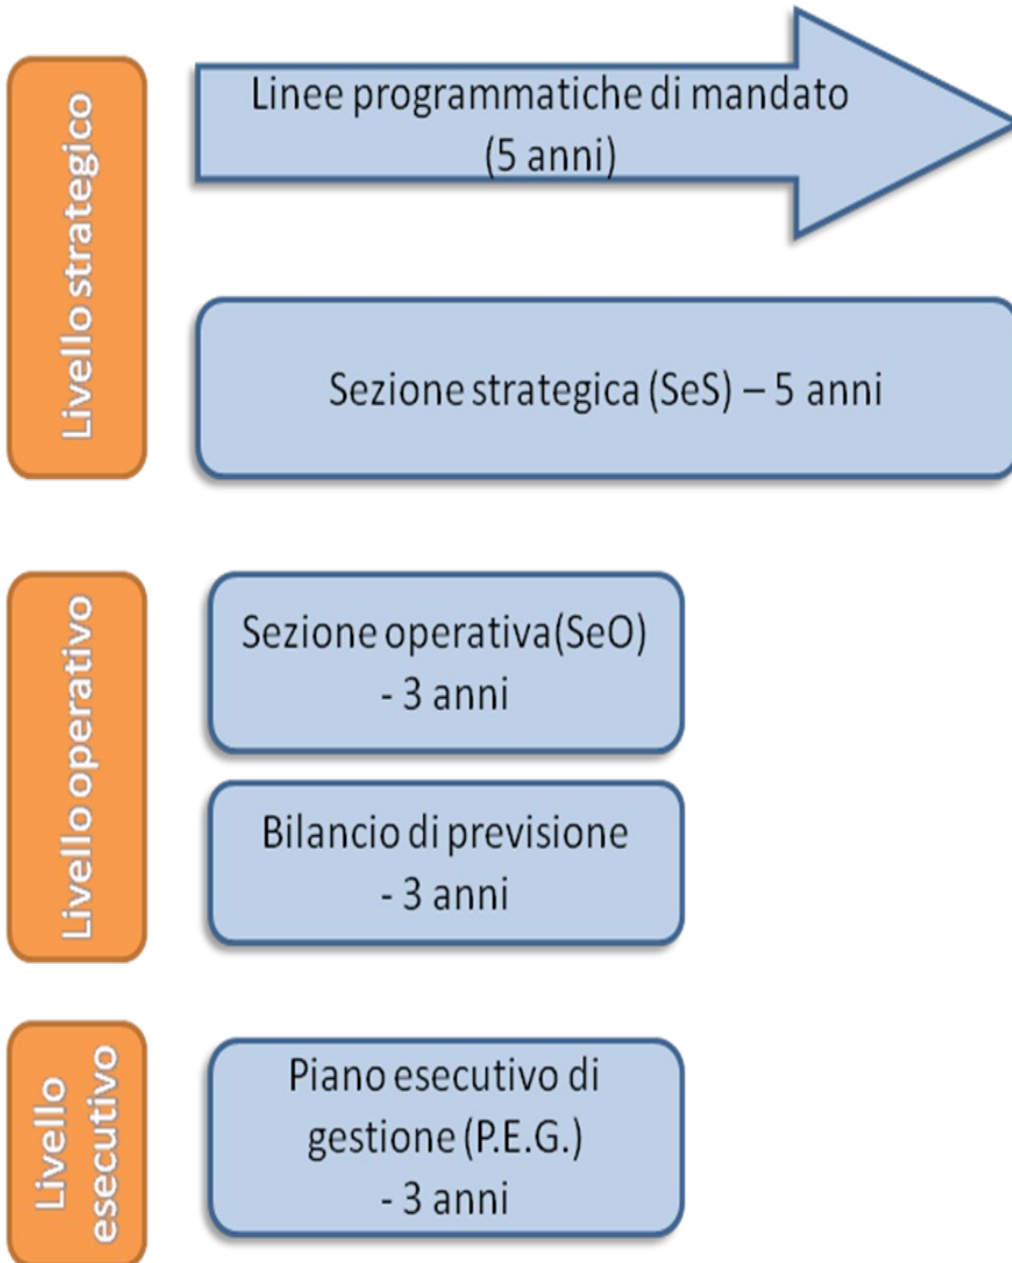 Livello strategico
Linee programmatiche di mandato
(5 anni)
Sezione strategica (SeS) – 5 anni
Livello operativo
Sezione operativa (SeO)
- 3 anni
Bilancio di previsione
- 3 anni
Livello
esecutivo
Piano esecutivo di
gestione (P.E.G.)
- 3 anni